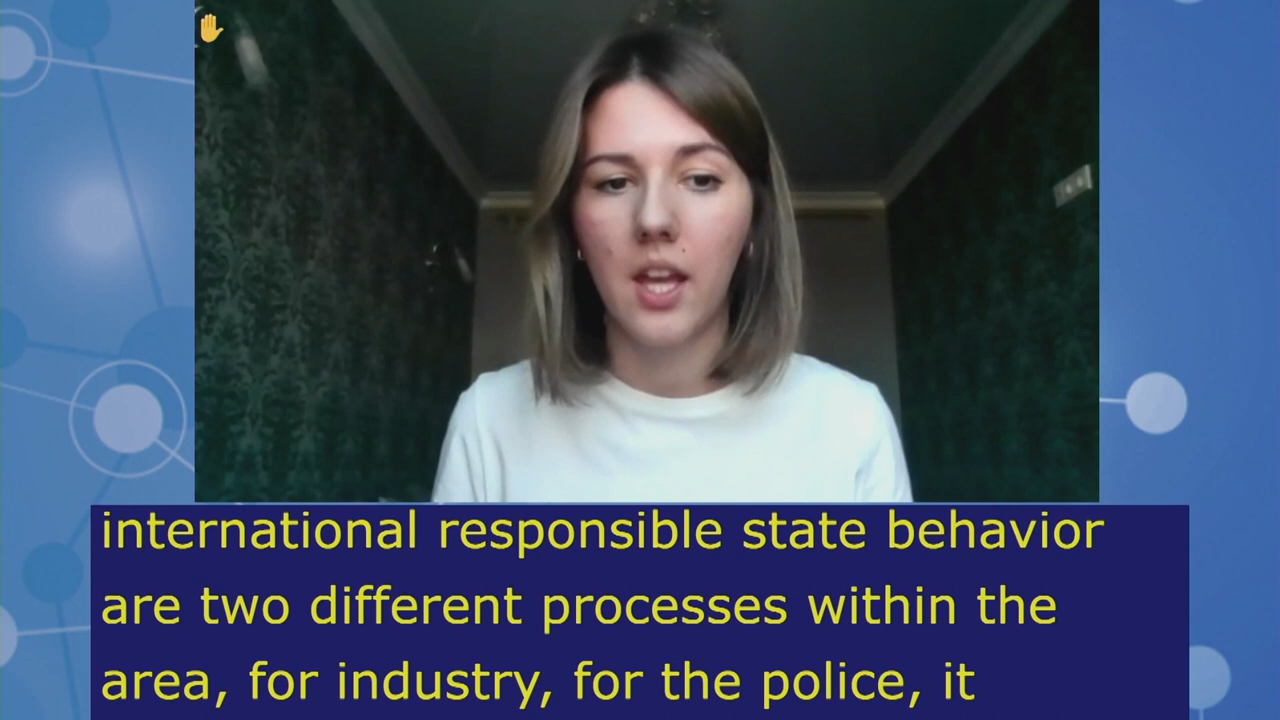 international responsible state behavior
are two different processes within the
area, for industry, for the police, it